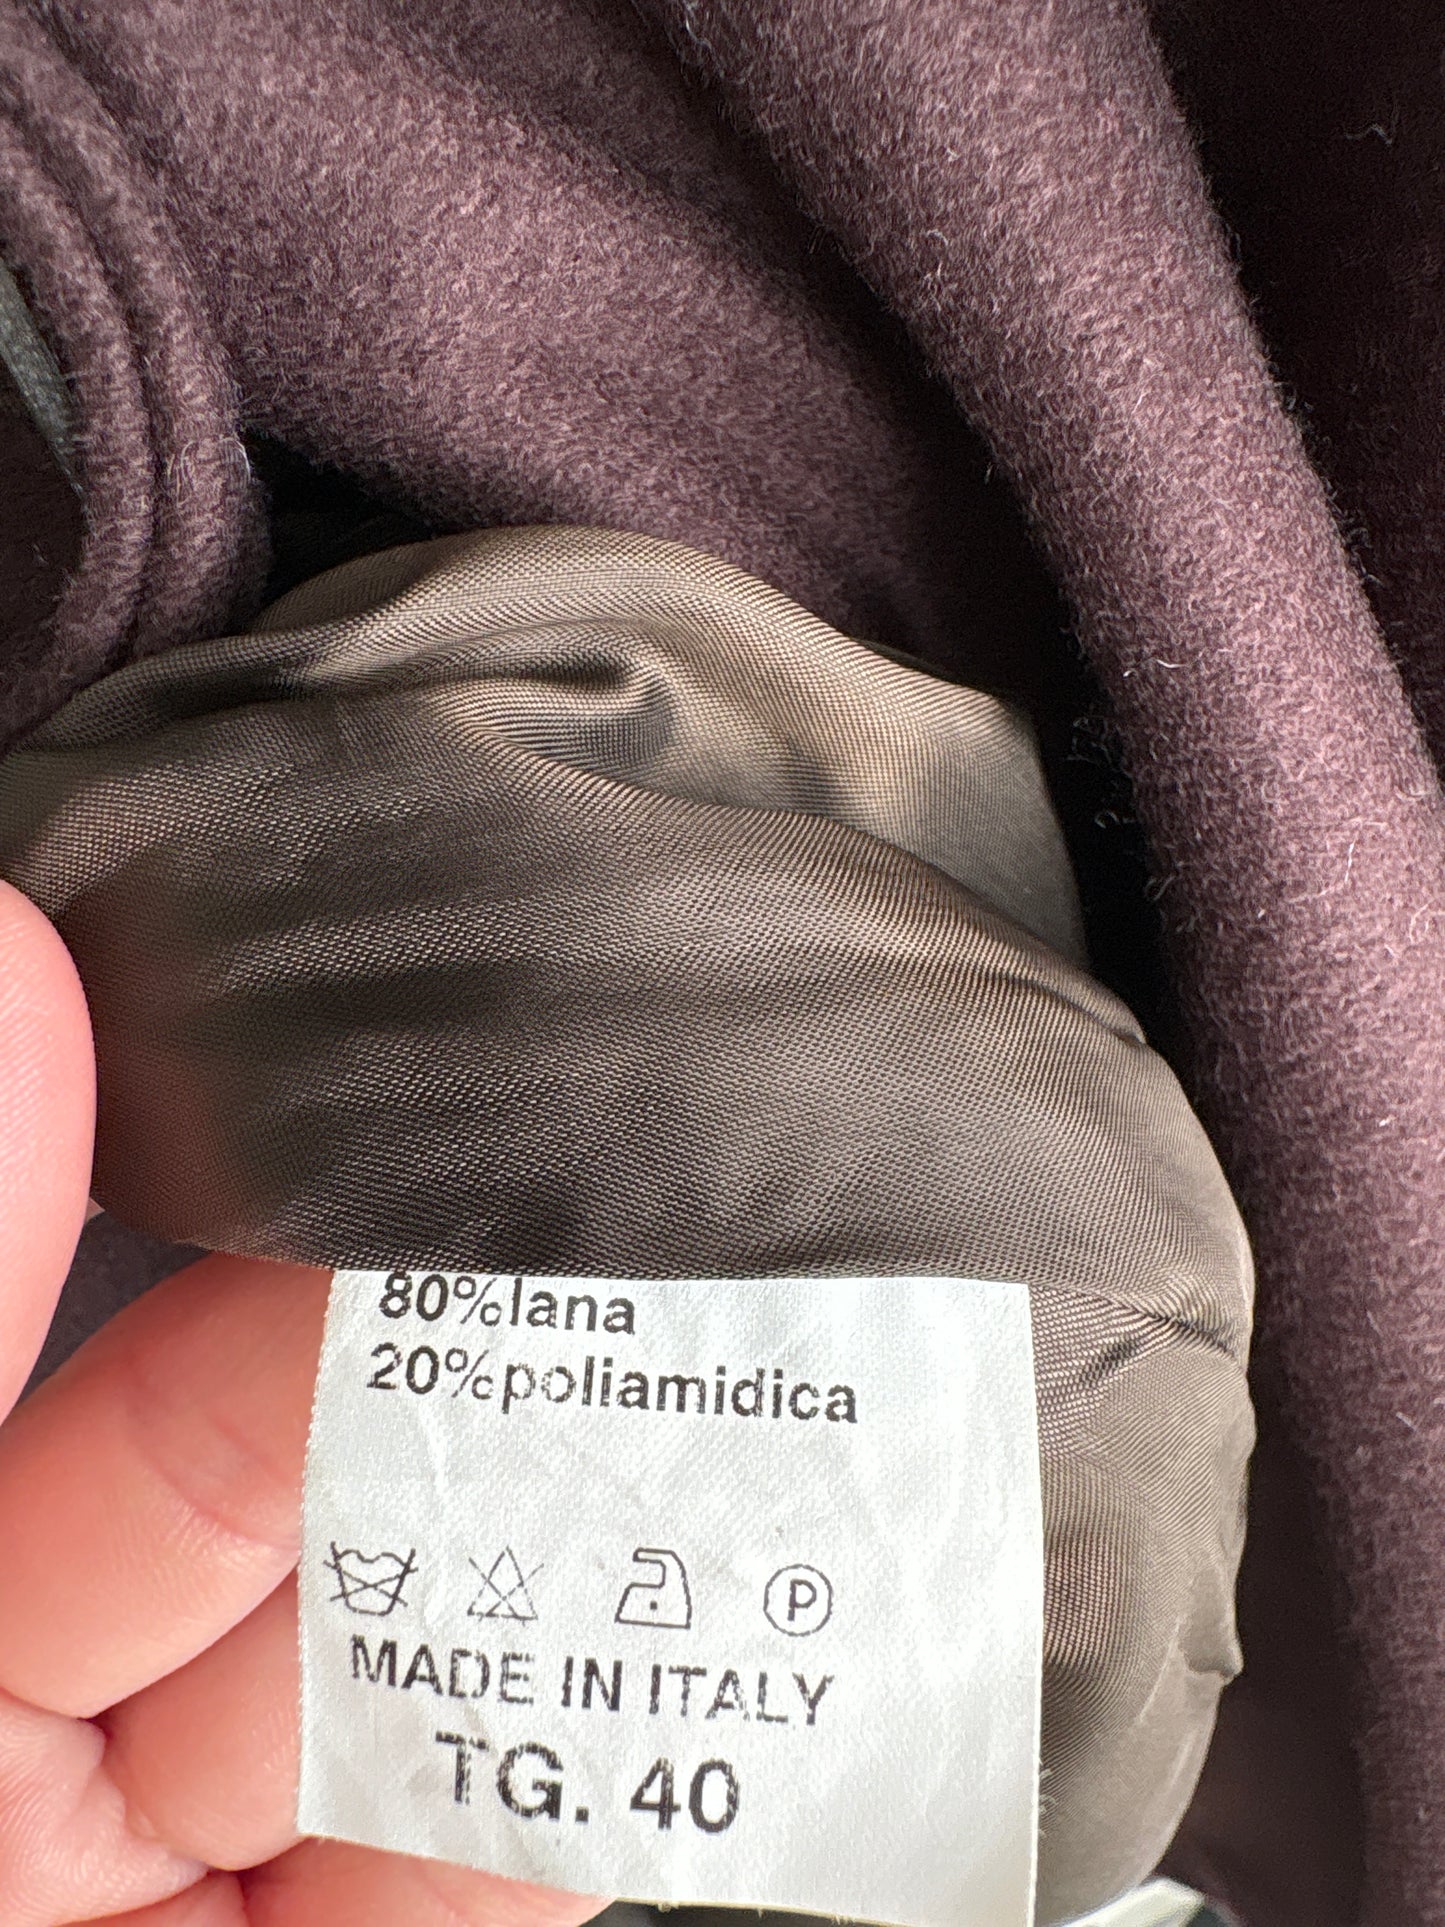 80%lana
20%poliamidica
P
MADE IN ITALY
TG. 40